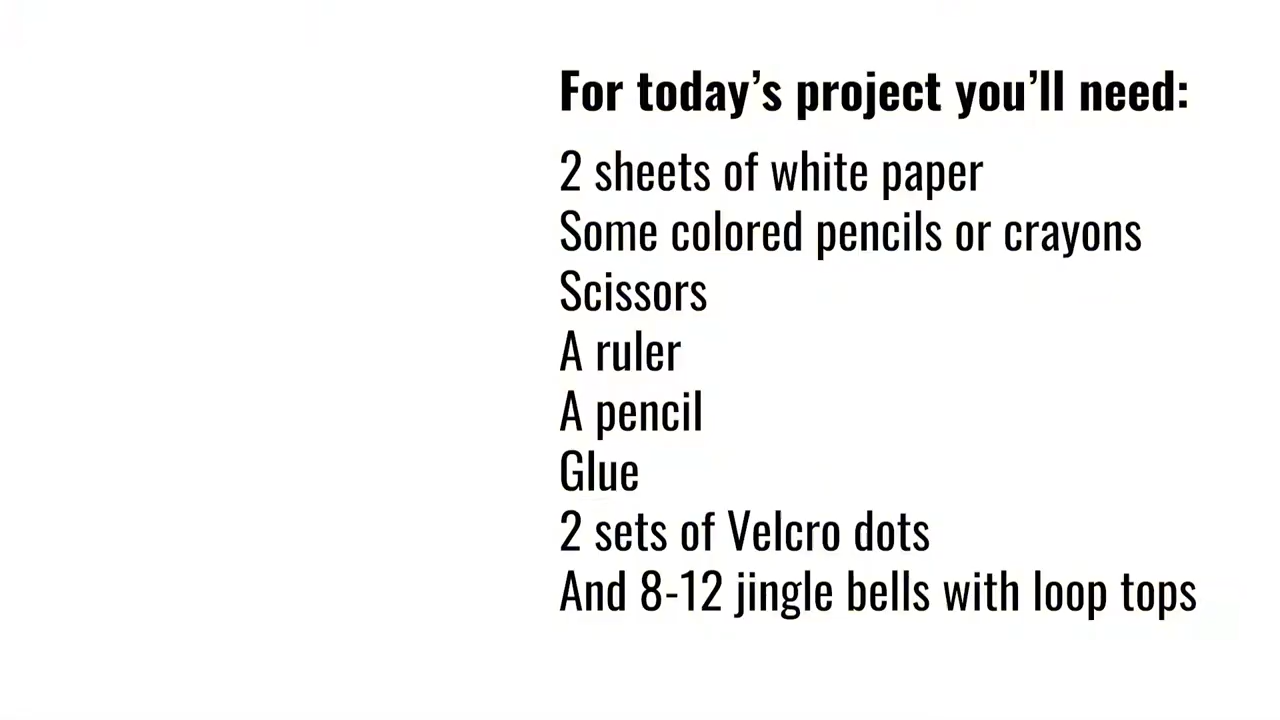 For today’s project you’ll need:
2 sheets of white paper
Some colored pencils or crayons
Scissors
A ruler
A pencil
Glue
2 sets of Velcro dots
And 8-12 jingle bells with loop tops